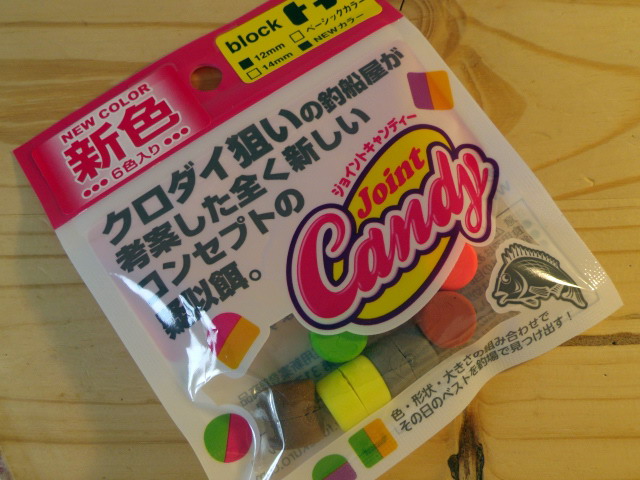 block
12mm
14mm
ベーシックカラー
NEWカラー
NEW COLOR
新色
6色入り
クロダイ狙いの釣船屋が
考案した全く新しい
コンセプトの
疑似餌。
ジョイントキャンディー
Joint
Candy
色・形状・大きさの組み合わせで
その日のベストを釣場で見つけ出す!